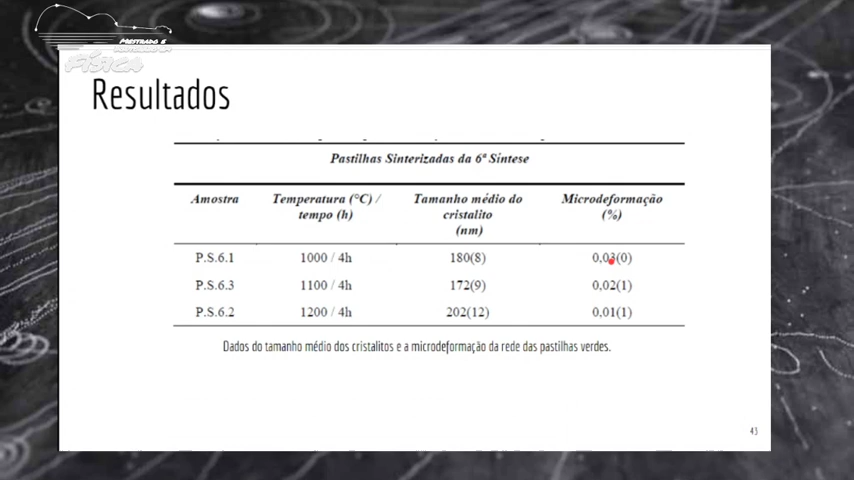 MESTRADO E
FÍSICA
Resultados
Pastilhas Sinterizadas da 6ª Síntese
Amostra Temperatura (°C) / tempo (h) Tamanho médio do cristalito (nm) Microdeformação (%)
P.S.6.1 1000 / 4h 180(8) 0,03(0)
P.S.6.3 1100 / 4h 172(9) 0,02(1)
P.S.6.2 1200 / 4h 202(12) 0,01(1)
Dados do tamanho médio dos cristalitos e a microdeformação da rede das pastilhas verdes.
43